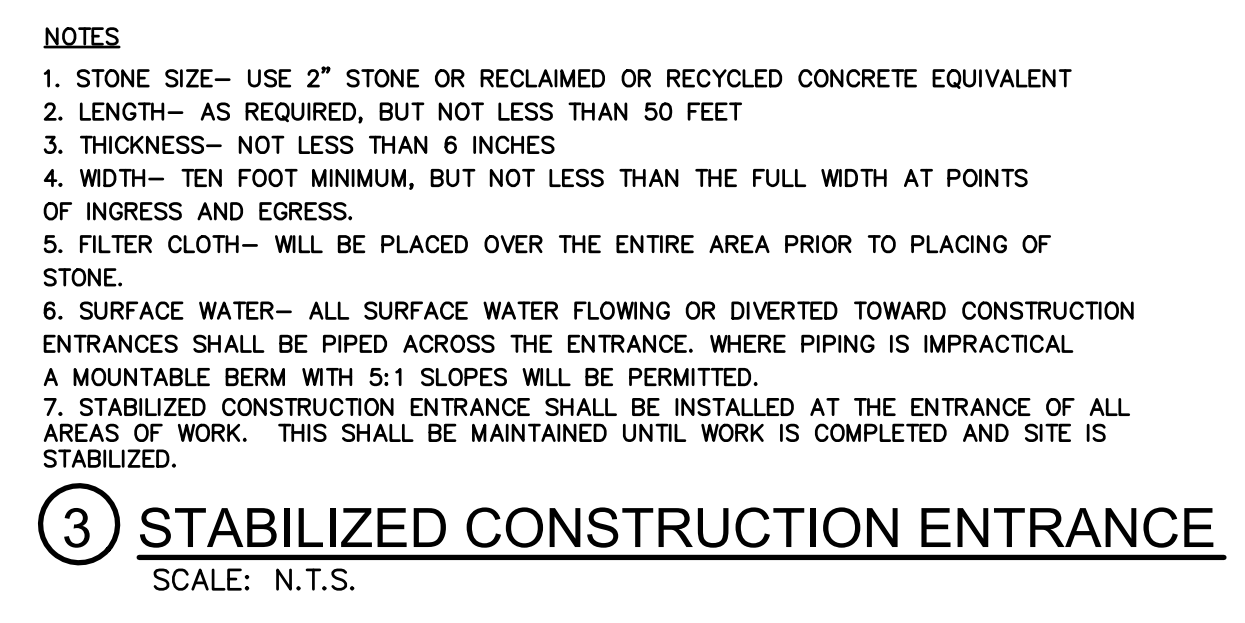 NOTES
1. STONE SIZE— USE 2” STONE OR RECLAIMED OR RECYCLED CONCRETE EQUIVALENT
2. LENGTH— AS REQUIRED, BUT NOT LESS THAN 50 FEET
3. THICKNESS— NOT LESS THAN 6 INCHES
4. WIDTH— TEN FOOT MINIMUM, BUT NOT LESS THAN THE FULL WIDTH AT POINTS
OF INGRESS AND EGRESS.
5. FILTER CLOTH— WILL BE PLACED OVER THE ENTIRE AREA PRIOR TO PLACING OF
STONE.
6. SURFACE WATER— ALL SURFACE WATER FLOWING OR DIVERTED TOWARD CONSTRUCTION
ENTRANCES SHALL BE PIPED ACROSS THE ENTRANCE. WHERE PIPING IS IMPRACTICAL
A MOUNTABLE BERM WITH 5:1 SLOPES WILL BE PERMITTED.
7. STABILIZED CONSTRUCTION ENTRANCE SHALL BE INSTALLED AT THE ENTRANCE OF ALL
AREAS OF WORK. THIS SHALL BE MAINTAINED UNTIL WORK IS COMPLETED AND SITE IS
STABILIZED.
3 STABILIZED CONSTRUCTION ENTRANCE
SCALE: N.T.S.